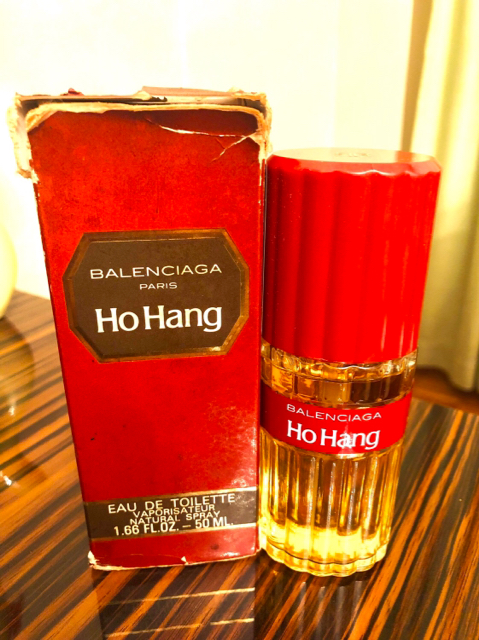 BALENCIAGA
PARIS
Ho Hang
EAU DE TOILETTE
VAPORISATEUR
NATURAL SPRAY
1.66 FL.OZ. – 50 ML.
BALENCIAGA
Ho Hang